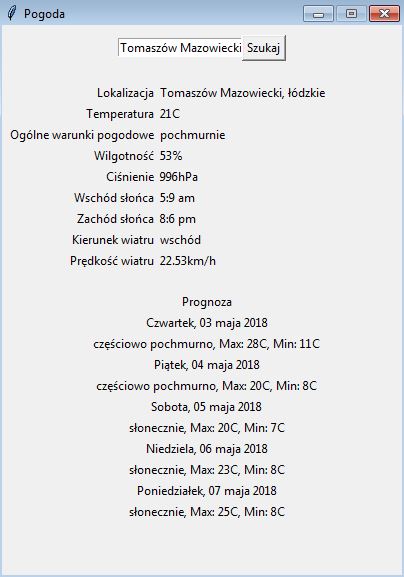 Pogoda
Tomaszów Mazowiecki Szukaj
Lokalizacja Tomaszów Mazowiecki, łódzkie
Temperatura 21C
Ogólne warunki pogodowe pochmurnie
Wilgotność 53%
Ciśnienie 996hPa
Wschód słońca 5:9 am
Zachód słońca 8:6 pm
Kierunek wiatru wschód
Prędkość wiatru 22.53km/h
Prognoza
Czwartek, 03 maja 2018
częściowo pochmurno, Max: 28C, Min: 11C
Piątek, 04 maja 2018
częściowo pochmurno, Max: 20C, Min: 8C
Sobota, 05 maja 2018
słonecznie, Max: 20C, Min: 7C
Niedziela, 06 maja 2018
słonecznie, Max: 23C, Min: 8C
Poniedziałek, 07 maja 2018
słonecznie, Max: 25C, Min: 8C